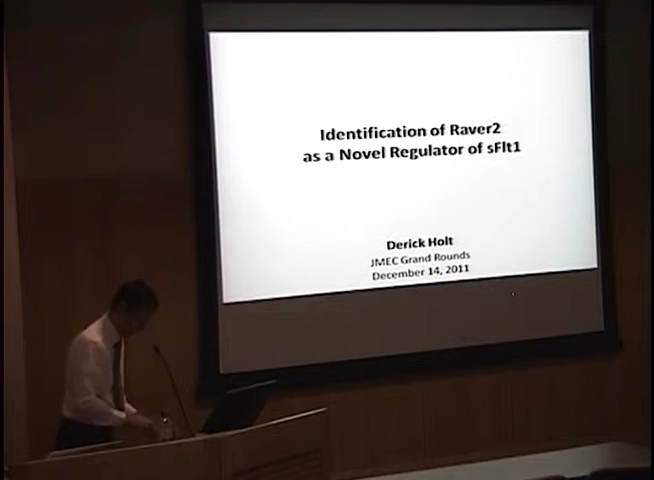 Identification of Raver2
as a Novel Regulator of sFlt1
Derick Holt
JMEC Grand Rounds
December 14, 2011